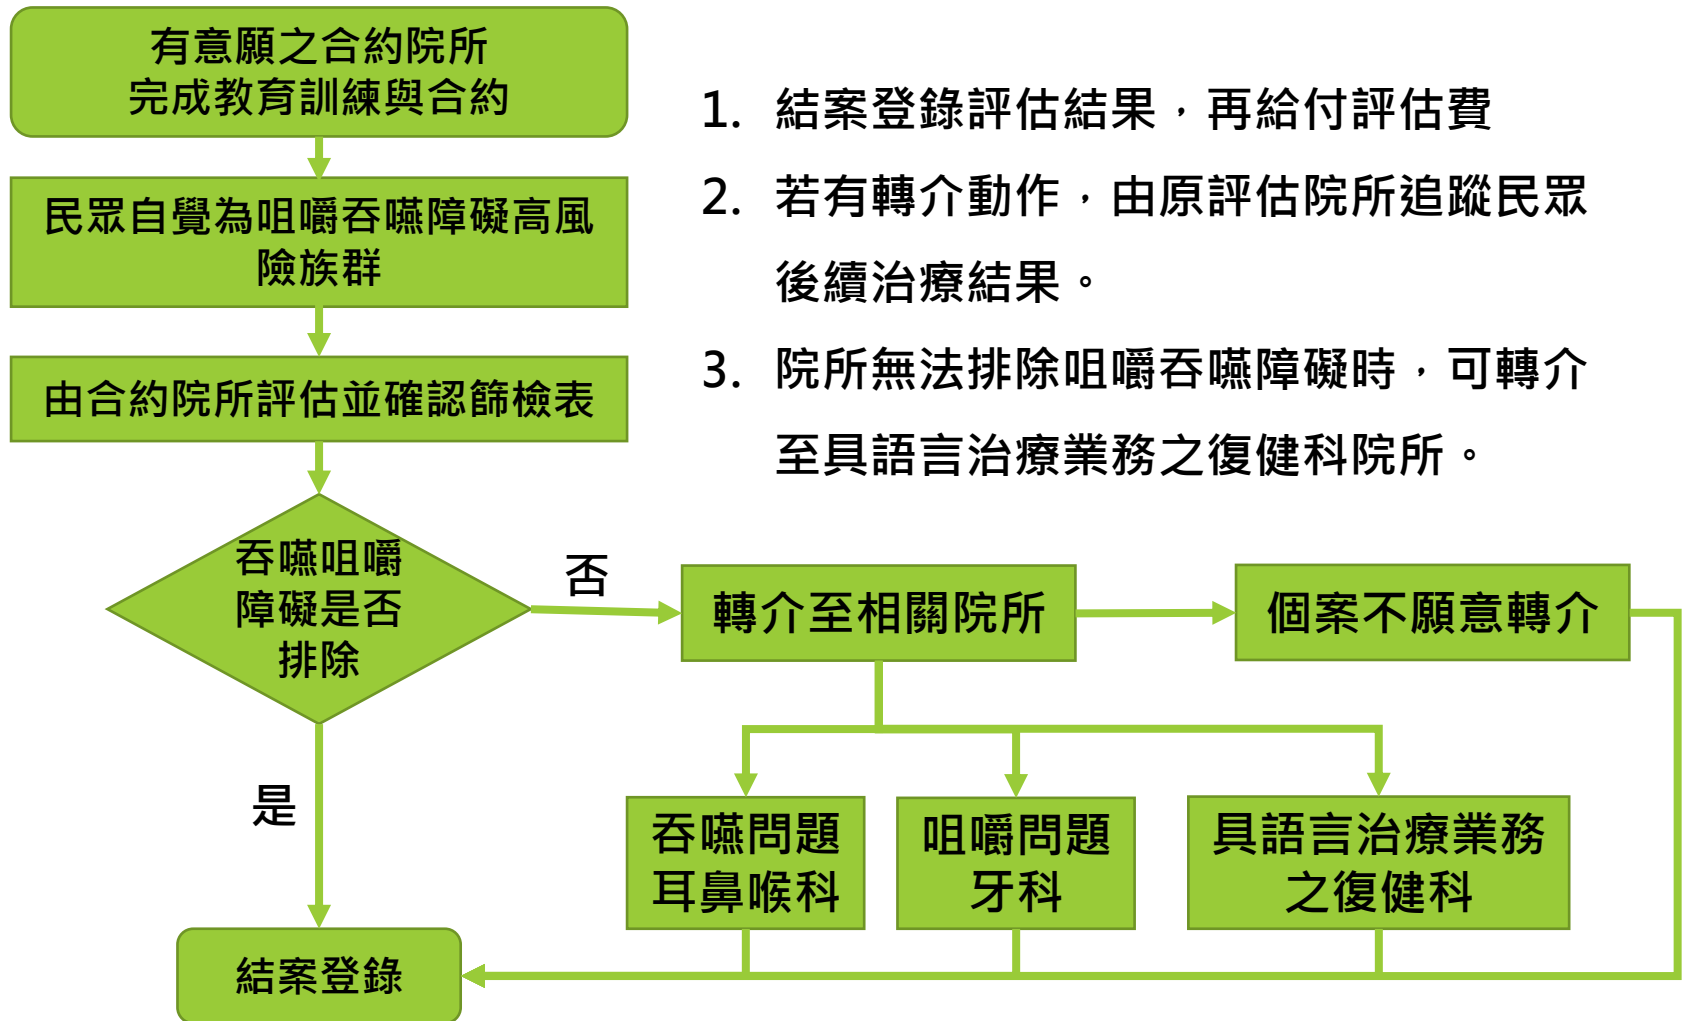 有意願之合約院所
完成教育訓練與合約
民眾自覺為咀嚼吞嚥障礙高風
險族群
由合約院所評估並確認篩檢表
吞嚥咀嚼
障礙是否
排除
是
否
結案登錄
1. 結案登錄評估結果，再給付評估費
2. 若有轉介動作，由原評估院所追蹤民眾
後續治療結果。
3. 院所無法排除咀嚼吞嚥障礙時，可轉介
至具語言治療業務之復健科院所。
轉介至相關院所
個案不願意轉介
吞嚥問題
耳鼻喉科
咀嚼問題
牙科
具語言治療業務
之復健科